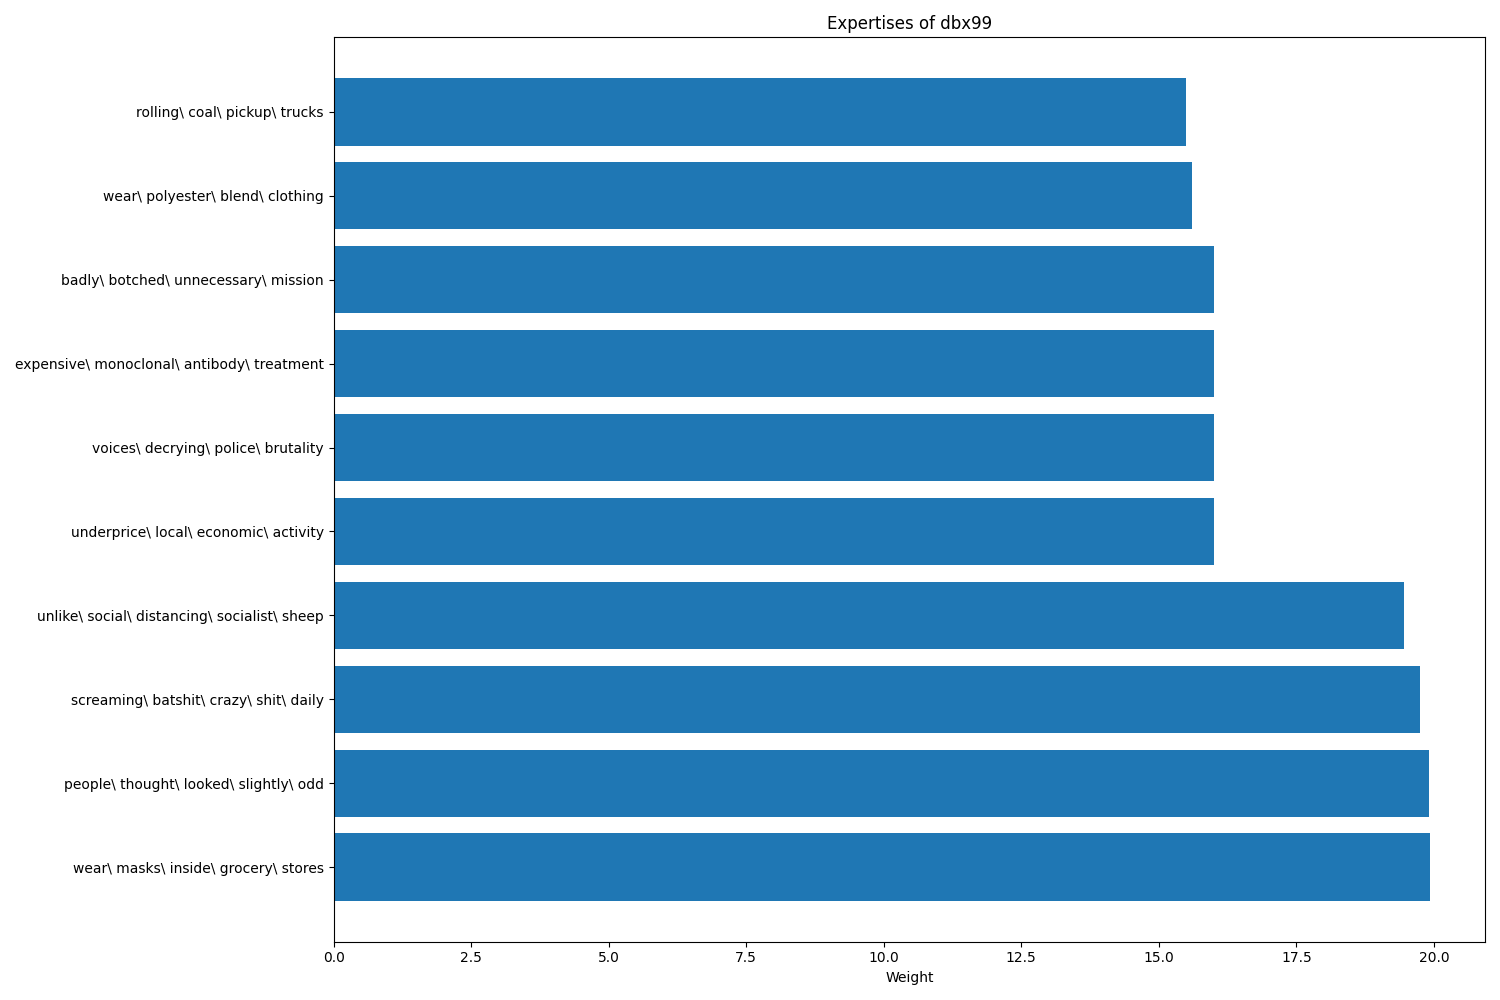 Expertises of dbx99
rolling\ coal\ pickup\ trucks
wear\ polyester\ blend\ clothing
badly\ botched\ unnecessary\ mission
expensive\ monoclonal\ antibody\ treatment
voices\ decrying\ police\ brutality
underprice\ local\ economic\ activity
unlike\ social\ distancing\ socialist\ sheep
screaming\ batshit\ crazy\ shit\ daily
people\ thought\ looked\ slightly\ odd
wear\ masks\ inside\ grocery\ stores
0.0 2.5 5.0 7.5 10.0 12.5 15.0 17.5 20.0
Weight